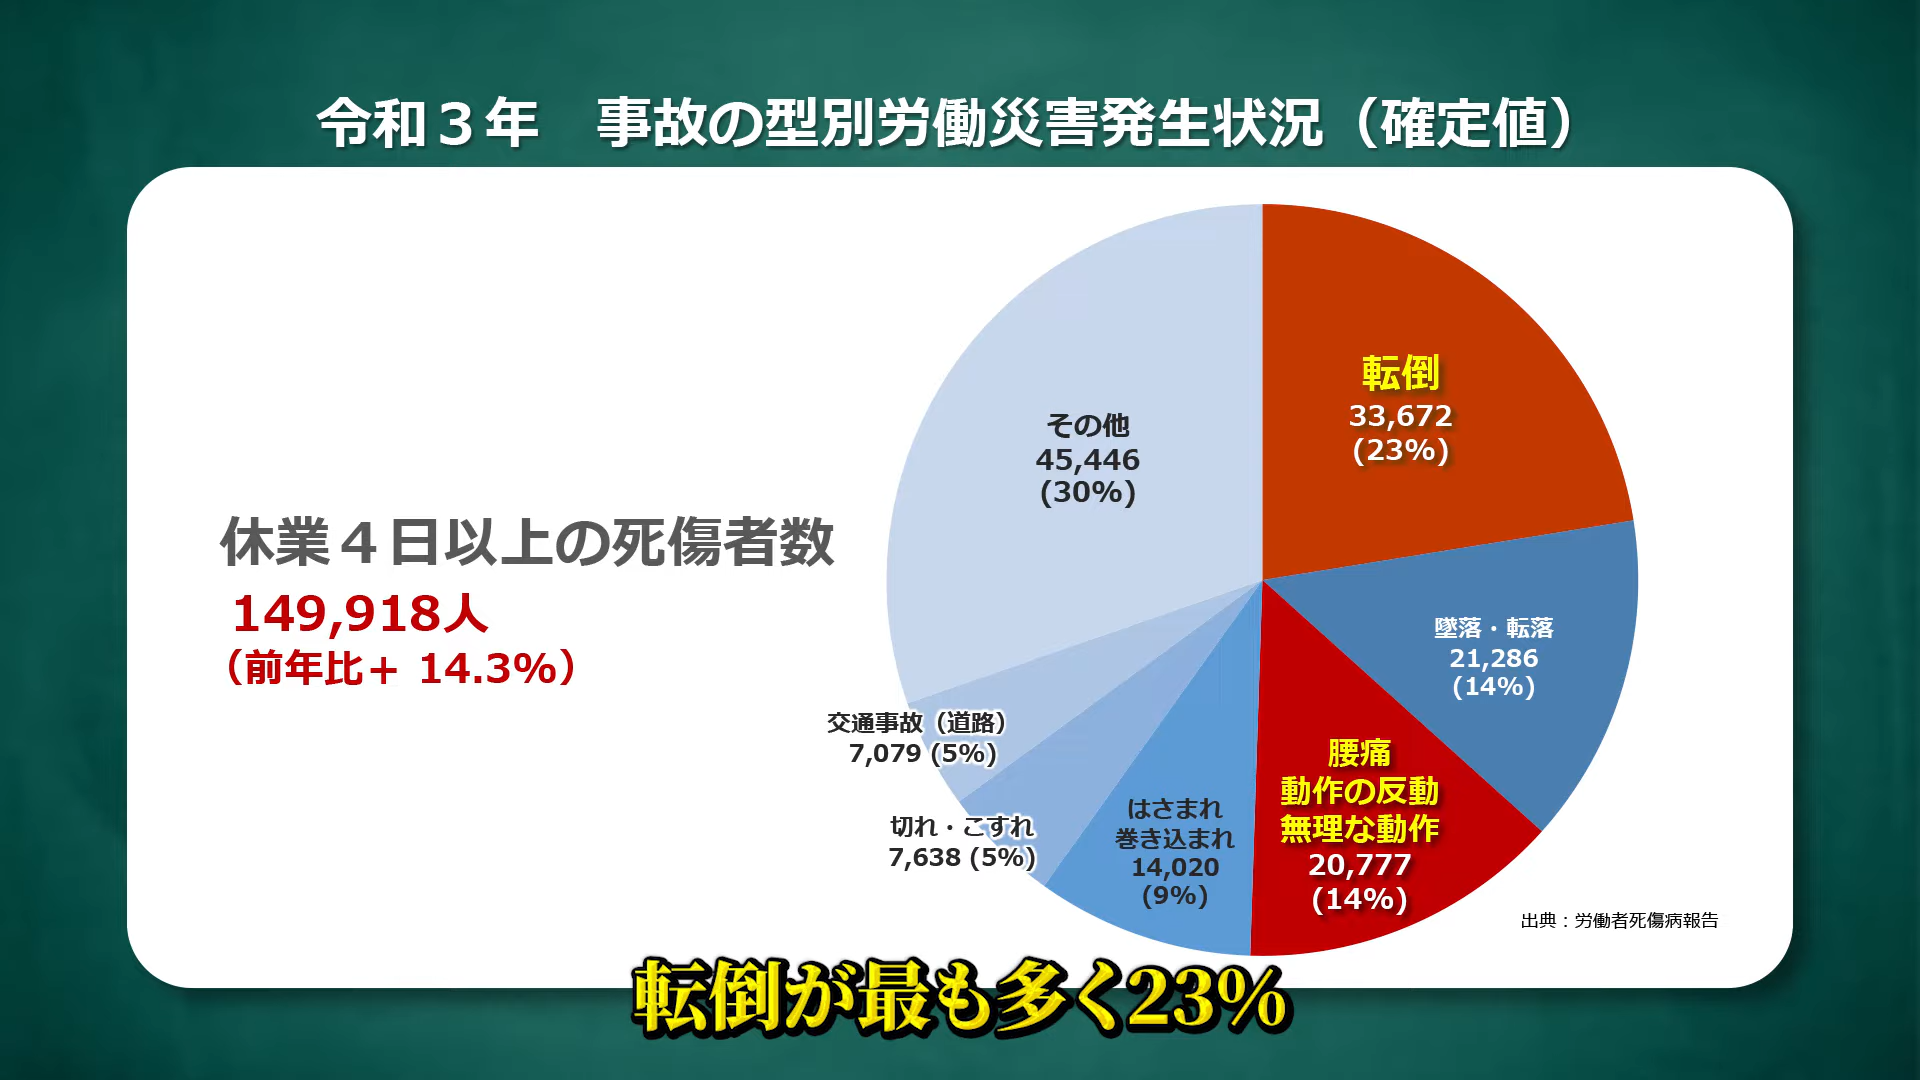 令和３年　事故の型別労働災害発生状況（確定値）
休業４日以上の死傷者数
149,918人
（前年比＋ 14.3%）
転倒
33,672
(23%)
墜落・転落
21,286
(14%)
腰痛
動作の反動
無理な動作
20,777
(14%)
はさまれ
巻き込まれ
14,020
(9%)
切れ・こすれ
7,638 (5%)
交通事故（道路）
7,079 (5%)
その他
45,446
(30%)
出典：労働者死傷病報告
転倒が最も多く23%